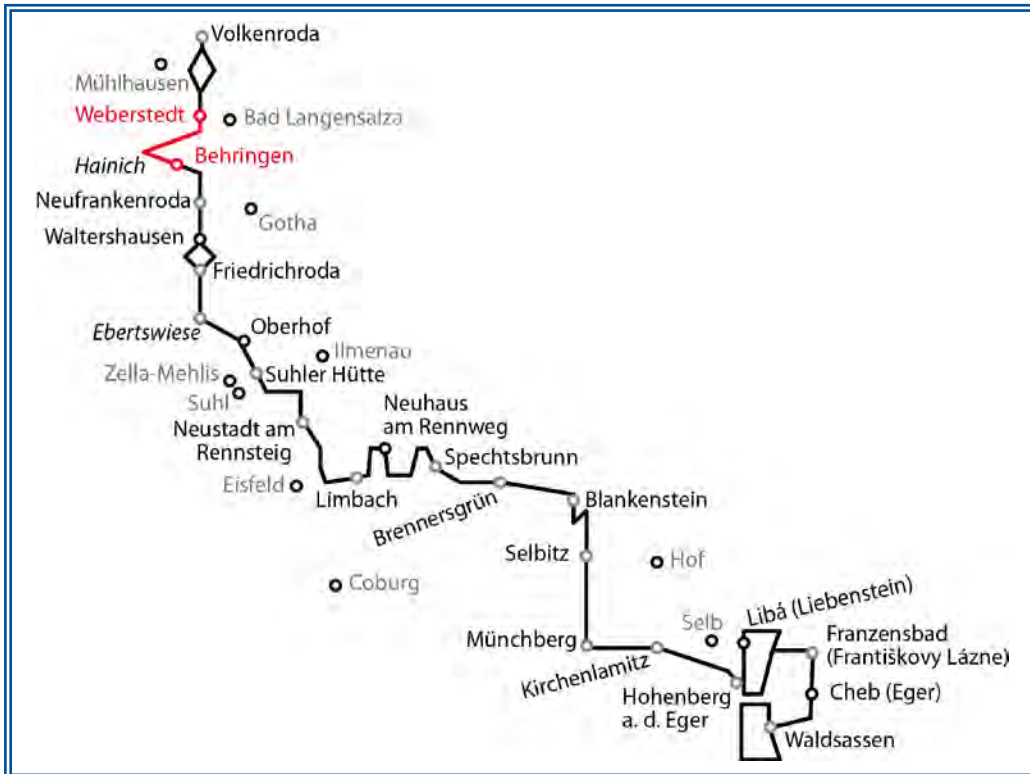 Volkenroda
Mühlhausen
Weberstedt
Bad Langensalza
Behringen
Hainich
Neufrankenroda
Gotha
Waltershausen
Friedrichroda
Ebertswiese
Oberhof
Ilmenau
Zella-Mehlis
Suhler Hütte
Suhl
Neuhaus
am Rennweg
Neustadt am
Rennsteig
Spechtsbrunn
Eisfeld
Limbach
Brennersgrün
Blankenstein
Selbitz
Hof
Coburg
Libá (Liebenstein)
Selb
Münchberg
Franzensbad
(Františkovy Lázne)
Kirchenlamitz
Hohenberg
a. d. Eger
Cheb (Eger)
Waldsassen